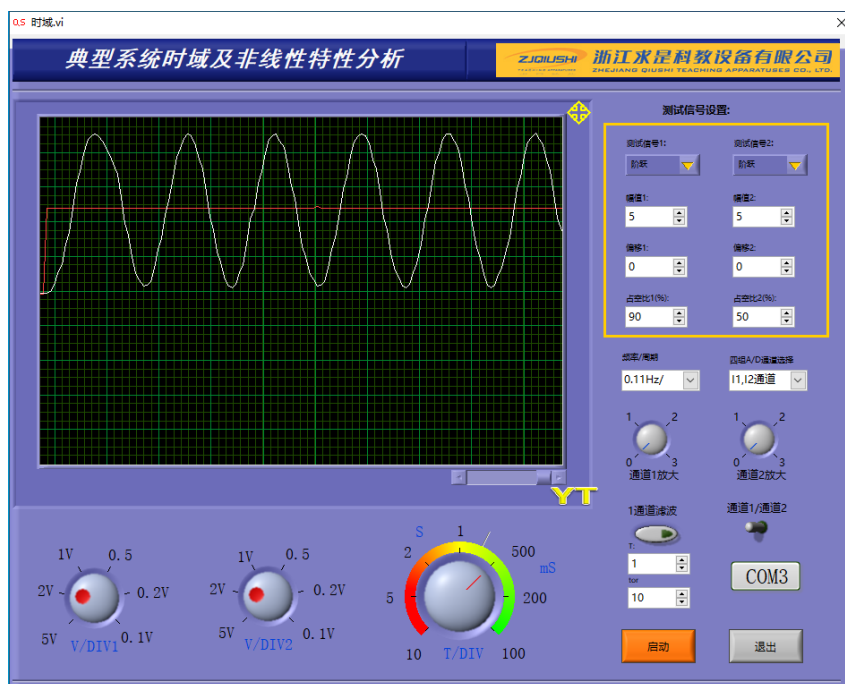 时域.vi
典型系统时域及非线性特性分析
ZJQIUSHI 浙江求是科教设备有限公司
ZHEJIANG QIUSHI TEACHING APPARATUSES CO., LTD.
测试信号设置:
测试信号1: 测试信号2:
阶跃 阶跃
幅值1: 幅值2:
5 5
偏移1: 偏移2:
0 0
占空比1(%): 占空比2(%):
90 50
频率/周期 四组A/D通道选择
0.11Hz/ I1,I2通道
1 2 1 2
0 3 0 3
通道1放大 通道2放大
YT
1通道滤波 通道1/通道2
T:
1
tor
10
COM3
启动 退出
1V 0.5
2V 0.2V
5V 0.1V
V/DIV1
1V 0.5
2V 0.2V
5V 0.1V
V/DIV2
S 1
2 500
mS
5 200
10 T/DIV 100